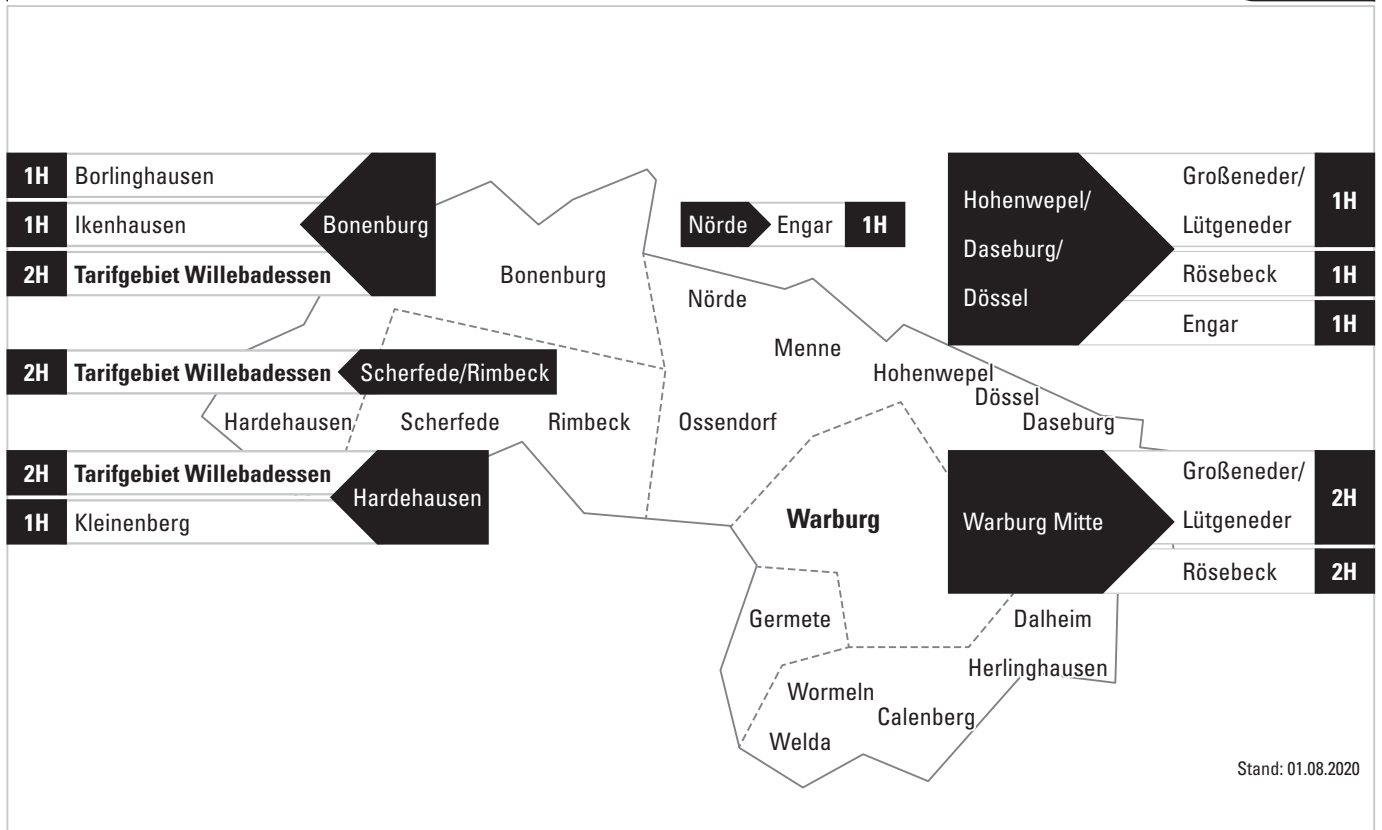 1H Borlinghausen
1H Ikenhausen
2H Tarifgebiet Willebadessen
Bonenburg
Bonenburg
Nörde Engar 1H
Hohenwepel/
Daseburg/
Dössel
Großeneder/
Lütgeneder
1H
Rösebeck 1H
Engar 1H
Nörde
Menne
Hohenwepel
Dössel
Daseburg
2H Tarifgebiet Willebadessen Scherfede/Rimbeck
Hardehausen
Scherfede
Rimbeck
Ossendorf
2H Tarifgebiet Willebadessen
1H Kleinenberg
Hardehausen
Warburg
Warburg Mitte
Großeneder/
Lütgeneder
2H
Rösebeck 2H
Germete
Dalheim
Herlinghausen
Wormeln
Calenberg
Welda
Stand: 01.08.2020